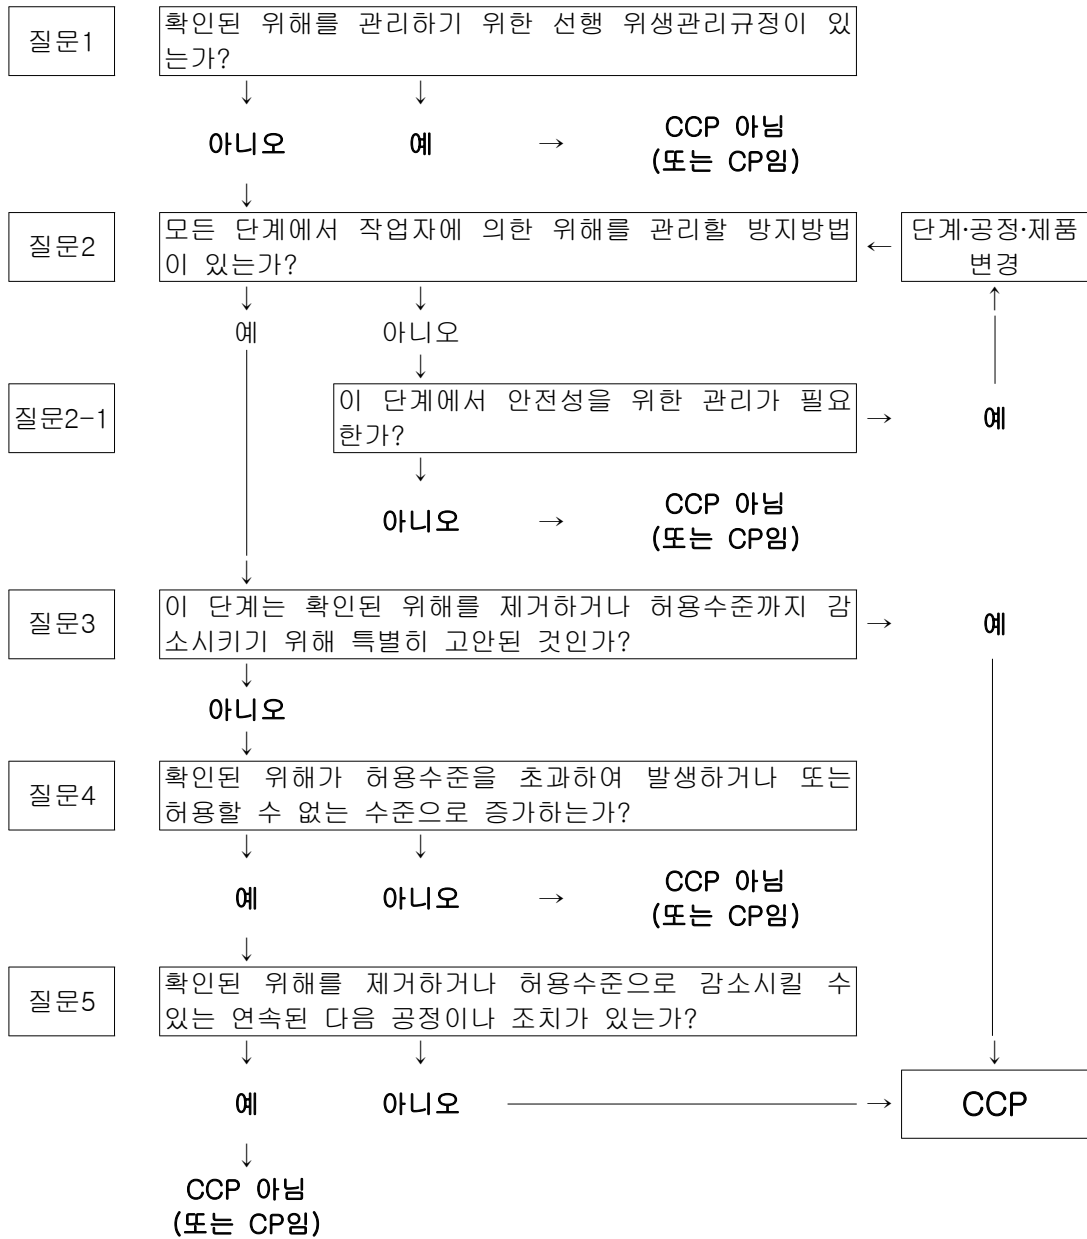 질문1
확인된 위해를 관리하기 위한 선행 위생관리규정이 있
는가?
↓ ↓
아니오 예 → CCP 아님
(또는 CP임)
↓
질문2
모든 단계에서 작업자에 의한 위해를 관리할 방지방법
이 있는가?
← 단계·공정·제품
변경
↓ ↓ ↑
예 아니오
↓
질문2-1
이 단계에서 안전성을 위한 관리가 필요
한가?
→ 예
↓
아니오 → CCP 아님
(또는 CP임)
↓
질문3
이 단계는 확인된 위해를 제거하거나 허용수준까지 감
소시키기 위해 특별히 고안된 것인가?
→ 예
↓
아니오
↓
질문4
확인된 위해가 허용수준을 초과하여 발생하거나 또는
허용할 수 없는 수준으로 증가하는가?
↓ ↓
예 아니오 → CCP 아님
(또는 CP임)
↓
질문5
확인된 위해를 제거하거나 허용수준으로 감소시킬 수
있는 연속된 다음 공정이나 조치가 있는가?
↓ ↓ ↓
예 아니오 → CCP
↓
CCP 아님
(또는 CP임)